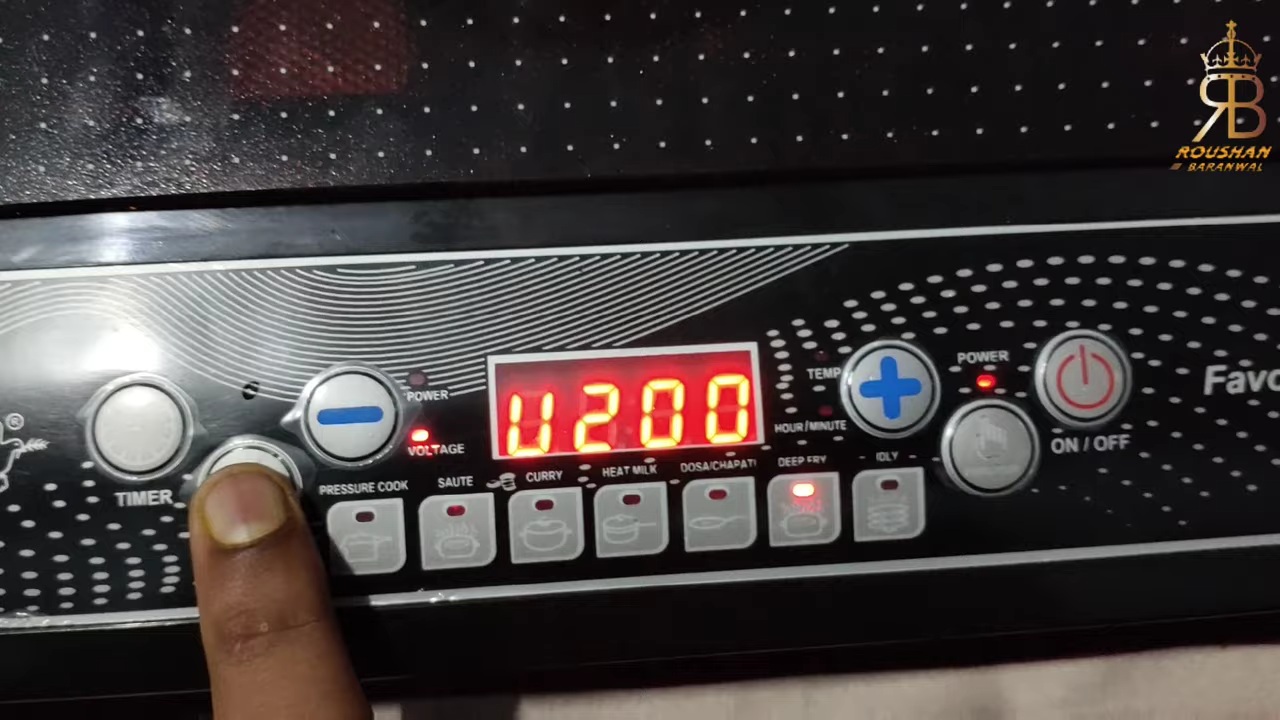 ROUSHAN
BARANWAL
POWER
VOLTAGE
U200
TEMP
HOUR/MINUTE
POWER
ON / OFF
Favo
®
TIMER
PRESSURE COOK
SAUTE
CURRY
HEAT MILK
DOSA/CHAPATI
DEEP FRY
IDLY